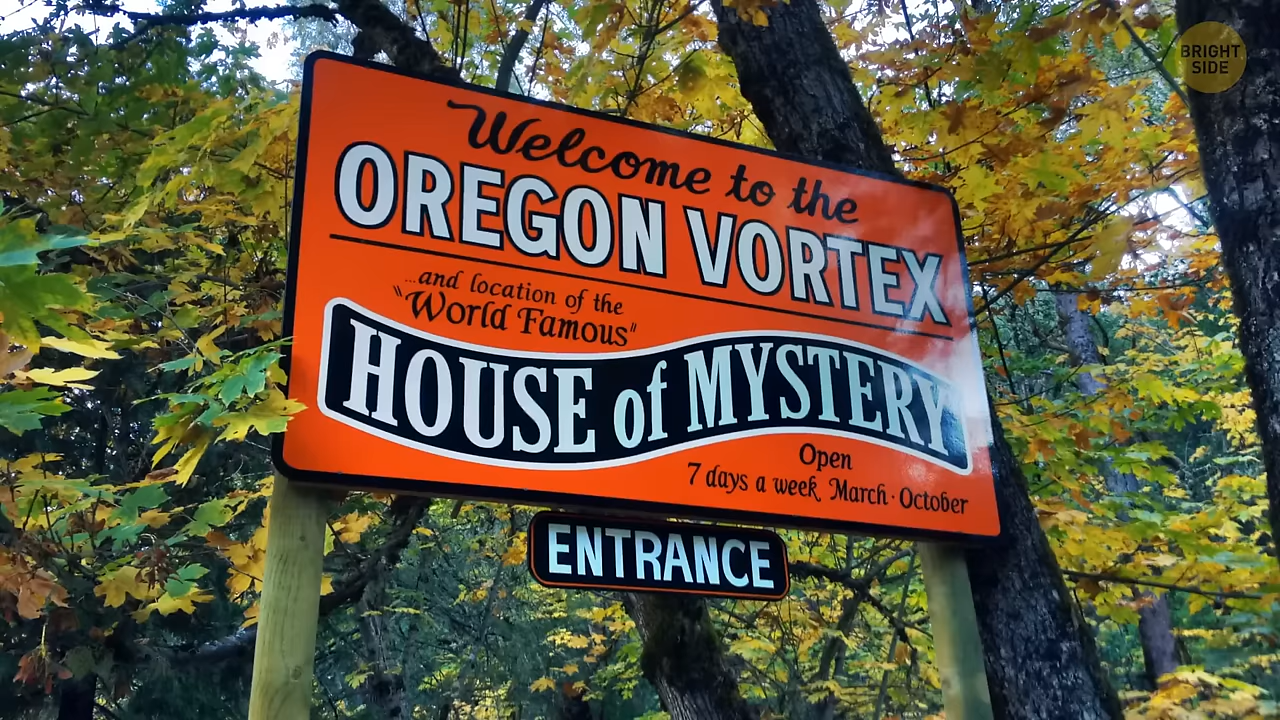 Welcome to the
OREGON VORTEX
...and location of the
"World Famous"
HOUSE of MYSTERY
Open
7 days a week March · October
ENTRANCE
BRIGHT
SIDE